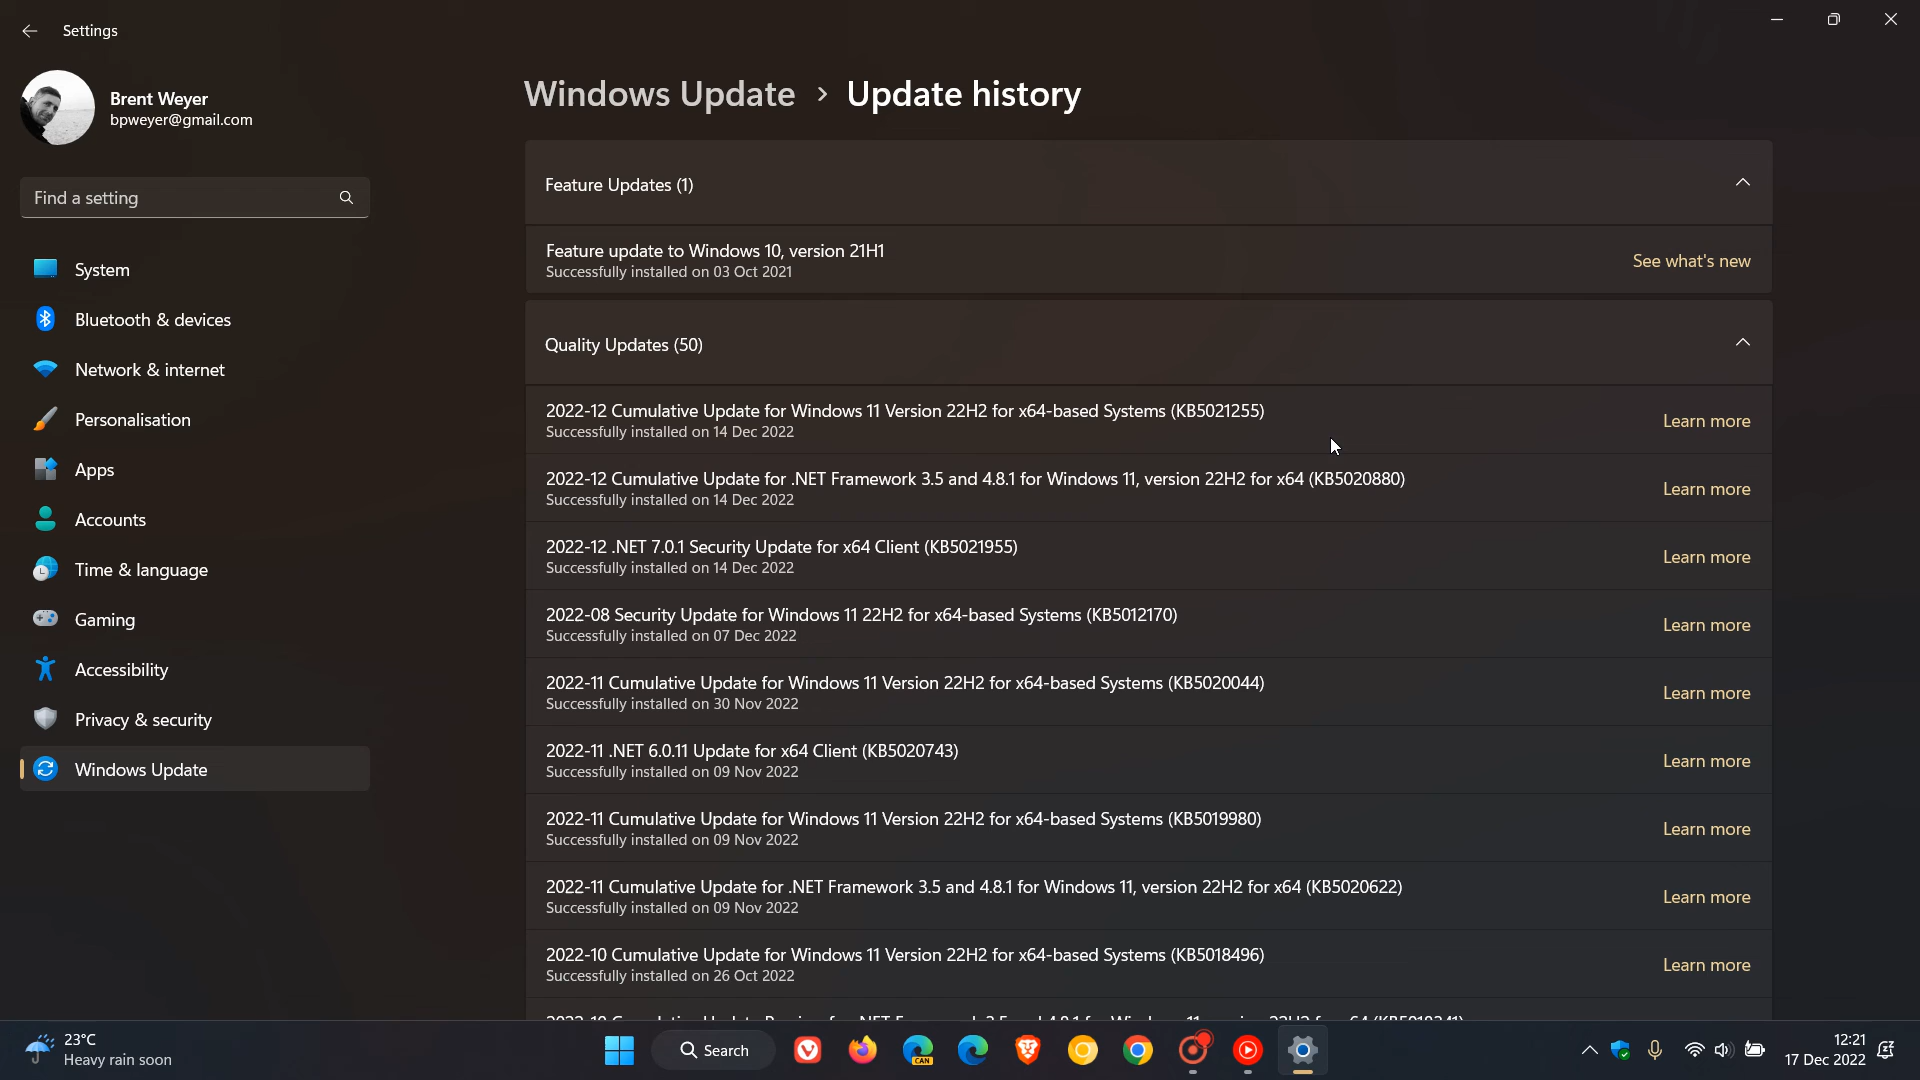 Settings
Brent Weyer
bpweyer@gmail.com
Find a setting
System
Bluetooth & devices
Network & internet
Personalisation
Apps
Accounts
Time & language
Gaming
Accessibility
Privacy & security
Windows Update
Windows Update > Update history
Feature Updates (1)
Feature update to Windows 10, version 21H1
Successfully installed on 03 Oct 2021
See what's new
Quality Updates (50)
2022-12 Cumulative Update for Windows 11 Version 22H2 for x64-based Systems (KB5021255)
Successfully installed on 14 Dec 2022
Learn more
2022-12 Cumulative Update for .NET Framework 3.5 and 4.8.1 for Windows 11, version 22H2 for x64 (KB5020880)
Successfully installed on 14 Dec 2022
Learn more
2022-12 .NET 7.0.1 Security Update for x64 Client (KB5021955)
Successfully installed on 14 Dec 2022
Learn more
2022-08 Security Update for Windows 11 22H2 for x64-based Systems (KB5012170)
Successfully installed on 07 Dec 2022
Learn more
2022-11 Cumulative Update for Windows 11 Version 22H2 for x64-based Systems (KB5020044)
Successfully installed on 30 Nov 2022
Learn more
2022-11 .NET 6.0.11 Update for x64 Client (KB5020743)
Successfully installed on 09 Nov 2022
Learn more
2022-11 Cumulative Update for Windows 11 Version 22H2 for x64-based Systems (KB5019980)
Successfully installed on 09 Nov 2022
Learn more
2022-11 Cumulative Update for .NET Framework 3.5 and 4.8.1 for Windows 11, version 22H2 for x64 (KB5020622)
Successfully installed on 09 Nov 2022
Learn more
2022-10 Cumulative Update for Windows 11 Version 22H2 for x64-based Systems (KB5018496)
Successfully installed on 26 Oct 2022
Learn more
23°C
Heavy rain soon
Search
CAN
12:21
17 Dec 2022